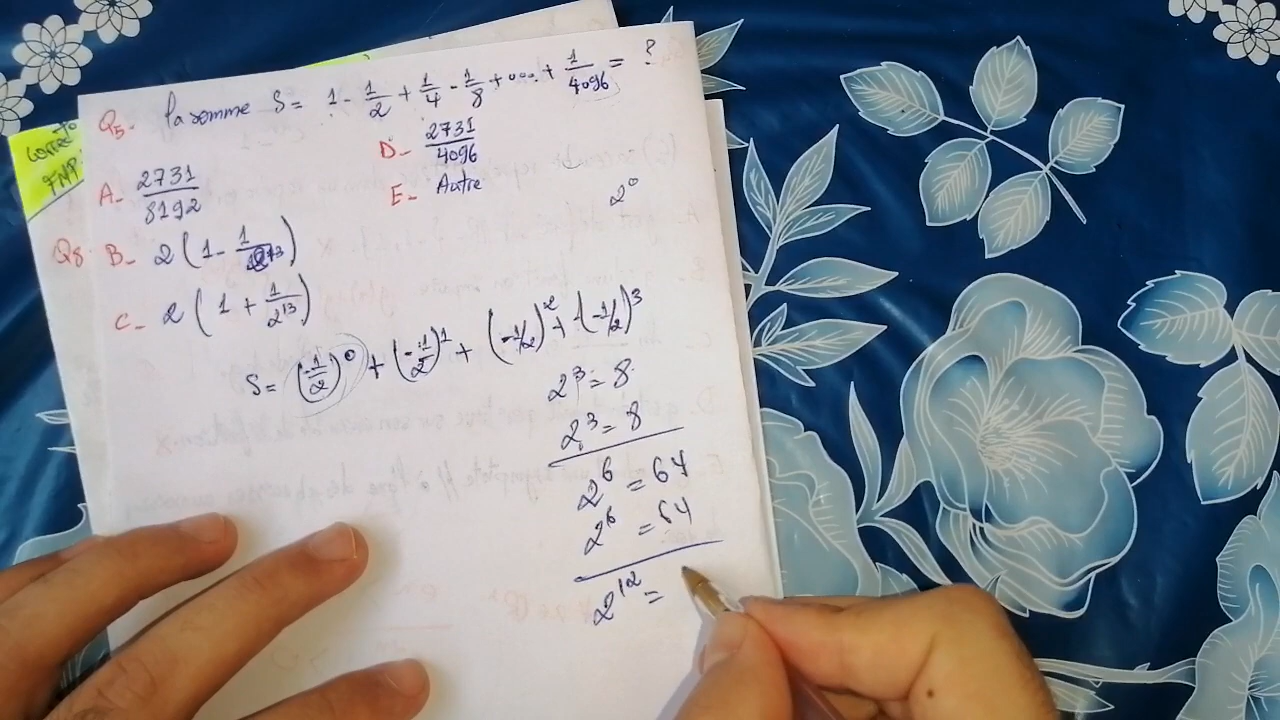 Q5. la somme S = 1 - 1/2 + 1/4 - 1/8 + .... + 1/4096 = ?
A- 2731/8192
D- 2731/4096
E- Autre
2^0
Q8.
B- 2(1 - 1/2^13)
C- 2(1 + 1/2^13)
S = (-1/2)^0 + (-1/2)^1 + (-1/2)^2 + (-1/2)^3
2^3 = 8
2^3 = 8
2^6 = 64
2^6 = 64
2^12 =